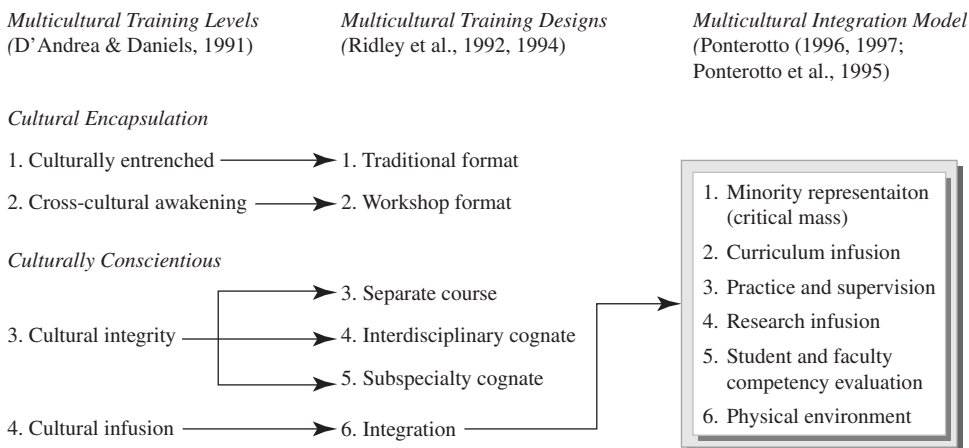 Multicultural Training Levels
(D'Andrea & Daniels, 1991)
Multicultural Training Designs
(Ridley et al., 1992, 1994)
Multicultural Integration Model
(Ponterotto (1996, 1997;
Ponterotto et al., 1995)
Cultural Encapsulation
1. Culturally entrenched
1. Traditional format
2. Cross-cultural awakening
2. Workshop format
Culturally Conscientious
3. Cultural integrity
3. Separate course
4. Interdisciplinary cognate
5. Subspecialty cognate
4. Cultural infusion
6. Integration
1. Minority representaiton
(critical mass)
2. Curriculum infusion
3. Practice and supervision
4. Research infusion
5. Student and faculty
competency evaluation
6. Physical environment